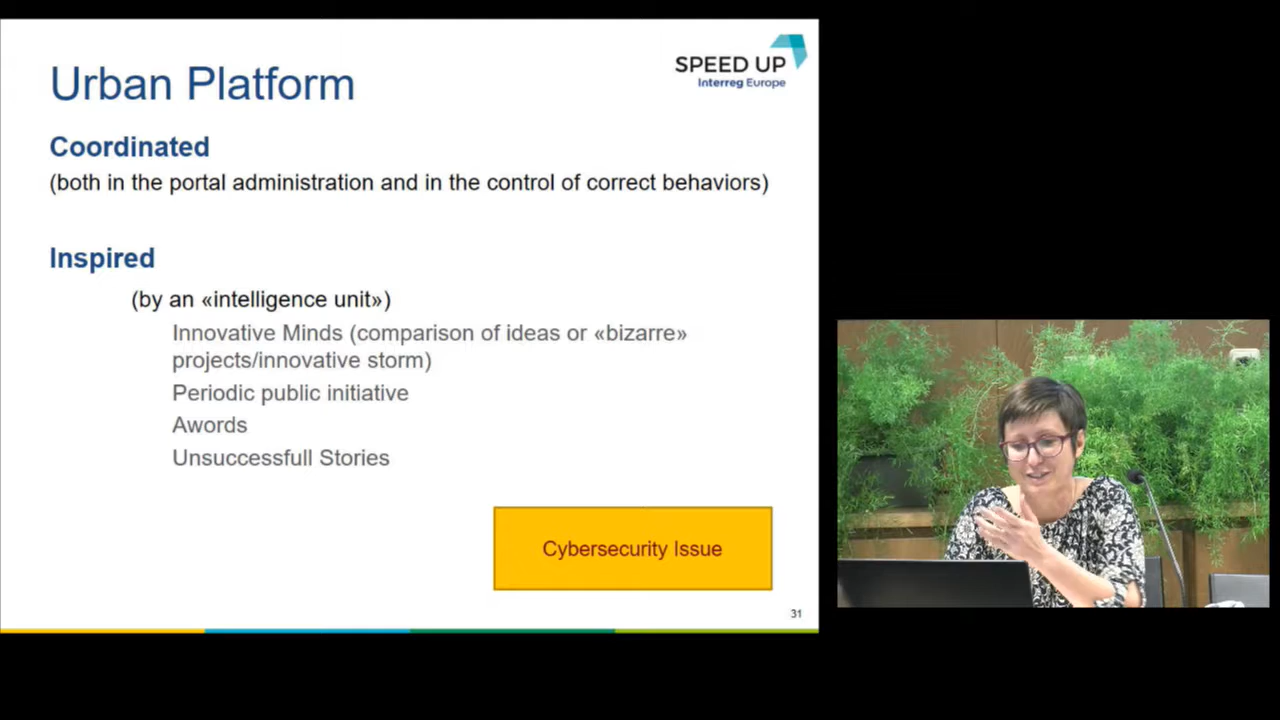 Urban Platform
SPEED UP
Interreg Europe
Coordinated
(both in the portal administration and in the control of correct behaviors)
Inspired
(by an «intelligence unit»)
Innovative Minds (comparison of ideas or «bizarre»
projects/innovative storm)
Periodic public initiative
Awords
Unsuccessfull Stories
Cybersecurity Issue
31